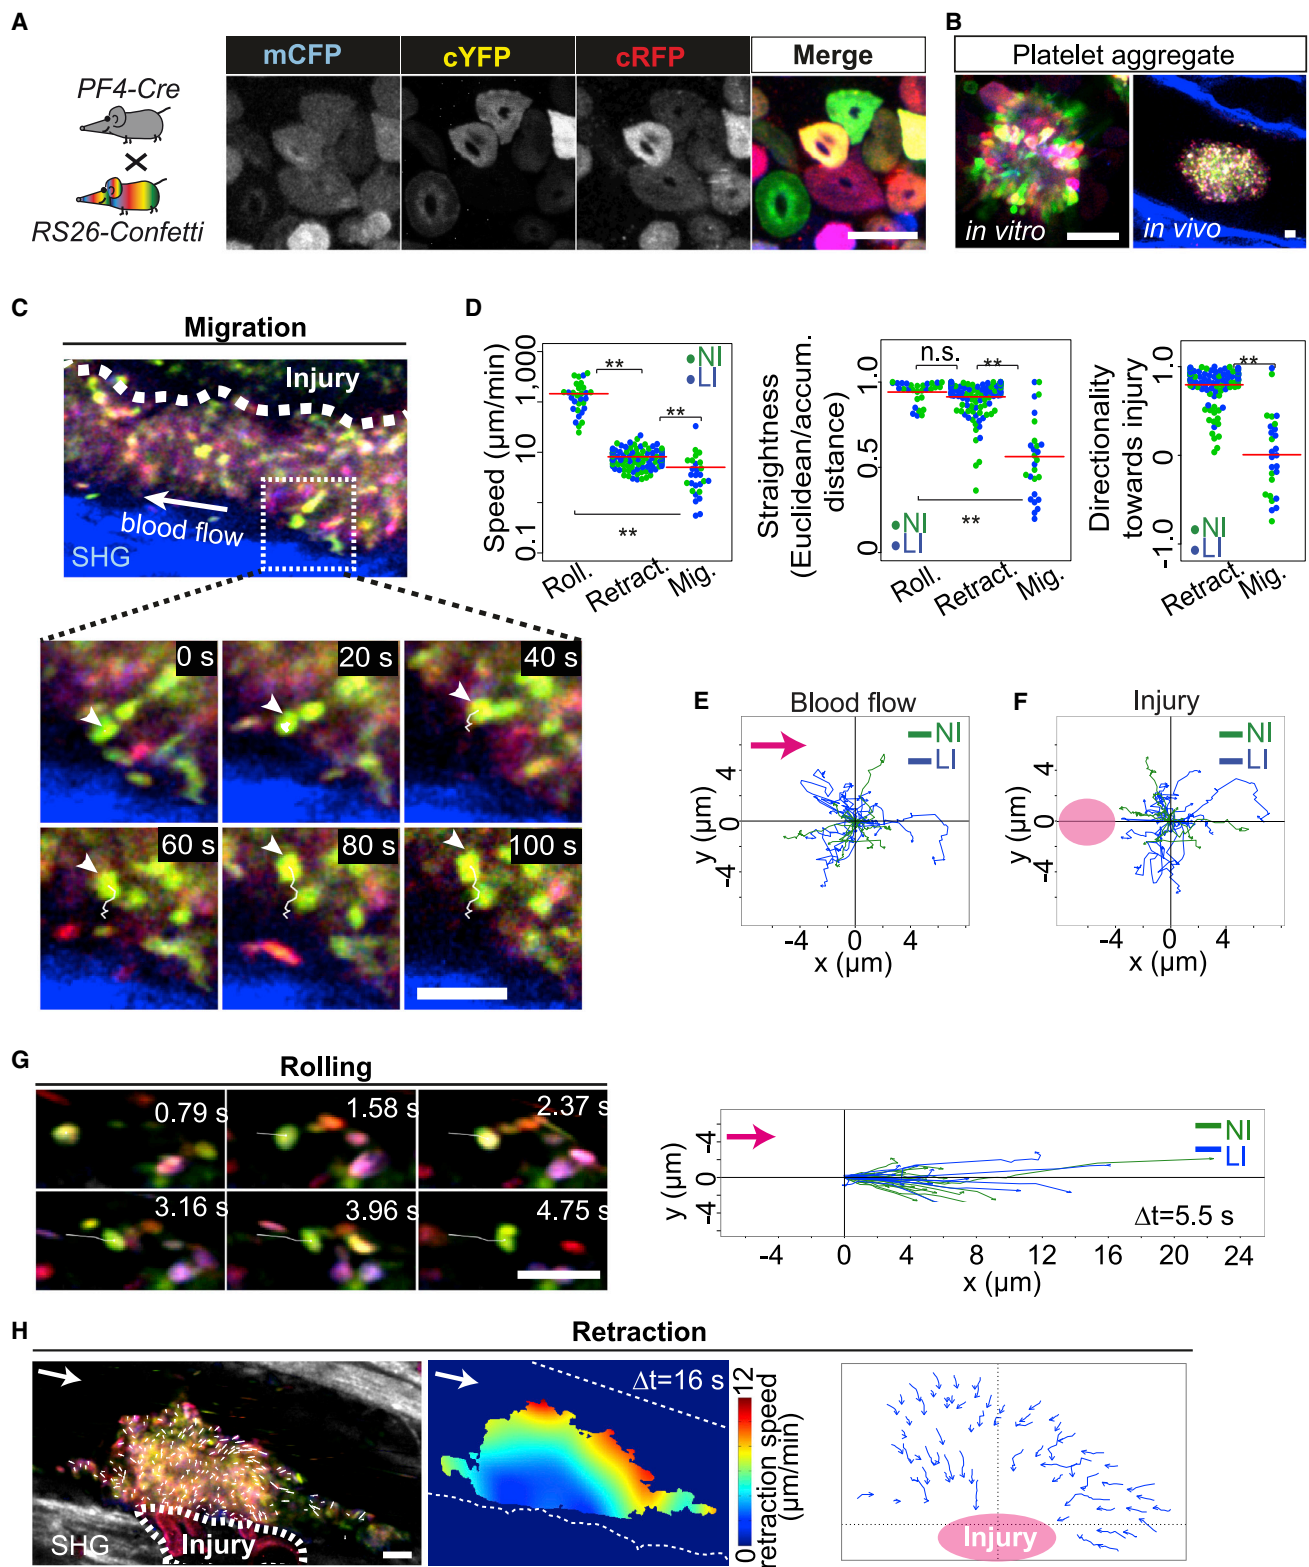 A
PF4-Cre
×
RS26-Confetti
mCFP
cYFP
cRFP
Merge
B
Platelet aggregate
in vitro
in vivo
C
Migration
Injury
blood flow
SHG
0 s
20 s
40 s
60 s
80 s
100 s
D
Speed (µm/min)
1,000
1,000
10
0.1
NI
LI
**
**
**
Roll.
Retract.
Mig.
Straightness
(Euclidean/accum.
distance)
1.0
0.5
0
n.s.
**
**
NI
LI
Roll.
Retract.
Mig.
Directionality
towards injury
1.0
0
-1.0
**
NI
LI
Retract.
Mig.
E
Blood flow
NI
LI
y (µm)
4
0
-4
-4
0
4
x (µm)
F
Injury
NI
LI
y (µm)
4
0
-4
-4
0
4
x (µm)
G
Rolling
0.79 s
1.58 s
2.37 s
3.16 s
3.96 s
4.75 s
NI
LI
y (µm)
-4
0
-4
Δt=5.5 s
-4
0
4
8
12
16
20
24
x (µm)
H
Retraction
SHG
Injury
Δt=16 s
0
12
retraction speed
(µm/min)
Injury